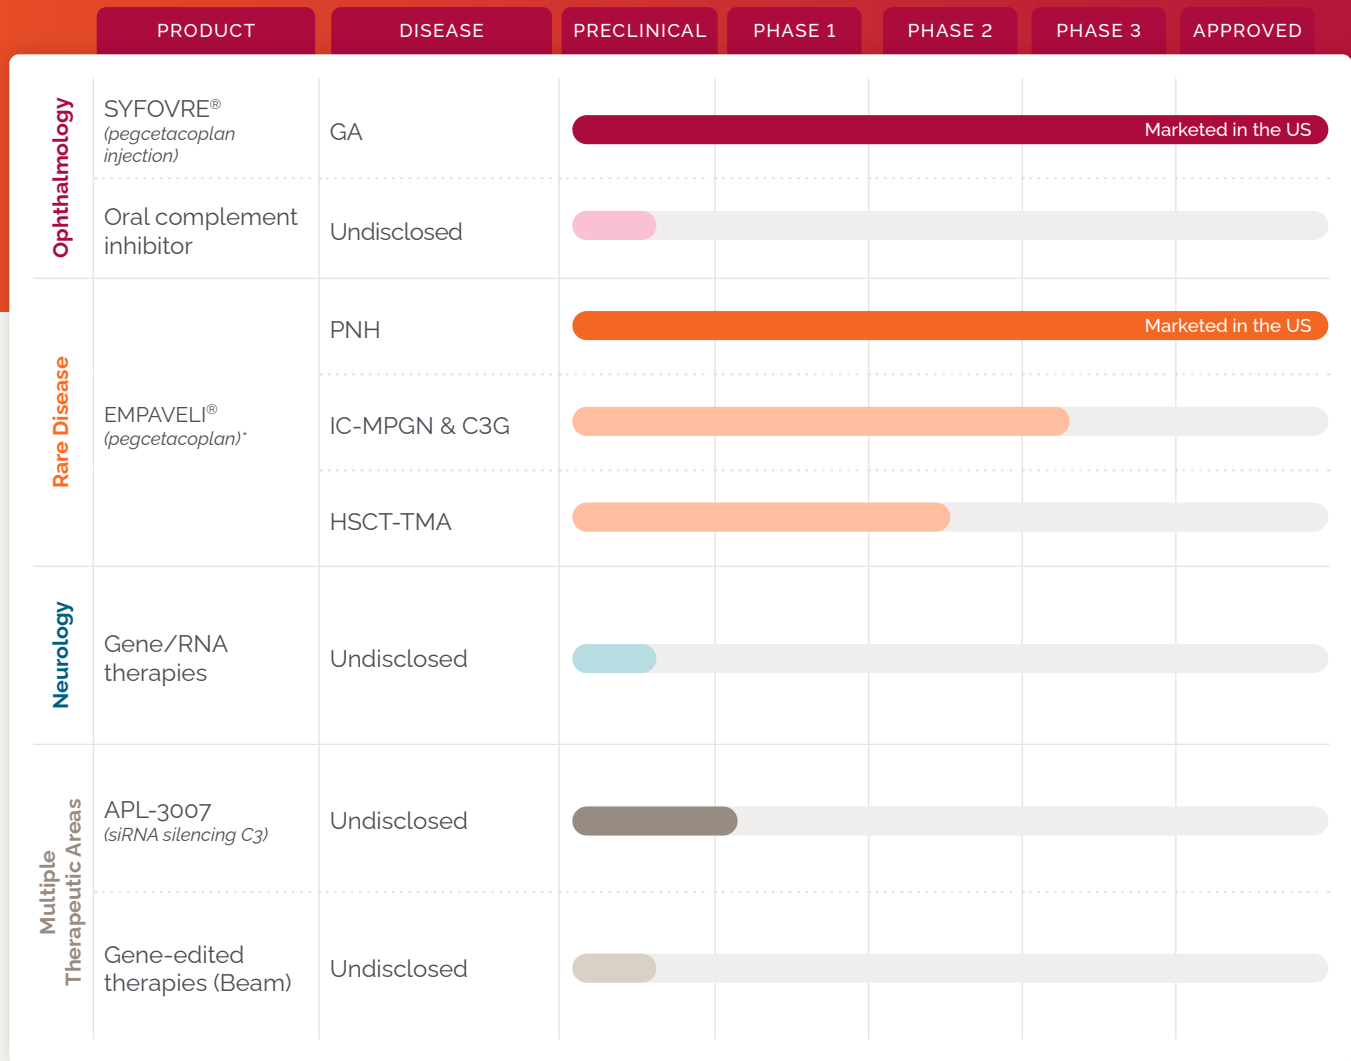 PRODUCT
DISEASE
PRECLINICAL
PHASE 1
PHASE 2
PHASE 3
APPROVED
Ophthalmology
SYFOVRE®
(pegcetacoplan
injection)
GA
Marketed in the US
Oral complement
inhibitor
Undisclosed
Rare Disease
EMPAVELI®
(pegcetacoplan)*
PNH
Marketed in the US
IC-MPGN & C3G
HSCT-TMA
Neurology
Gene/RNA
therapies
Undisclosed
Multiple
Therapeutic Areas
APL-3007
(siRNA silencing C3)
Undisclosed
Gene-edited
therapies (Beam)
Undisclosed